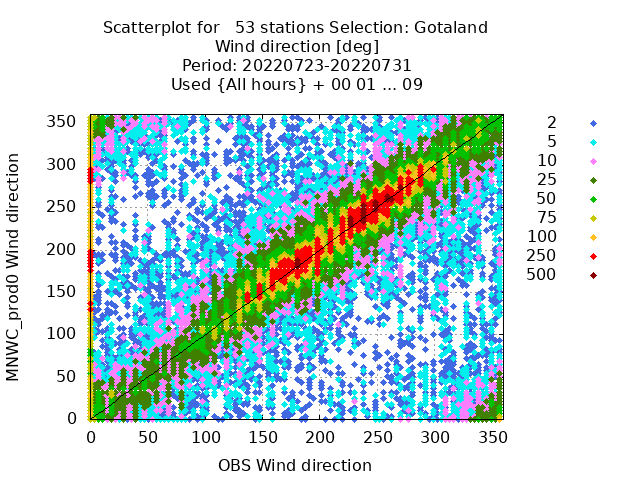 Scatterplot for   53 stations Selection: Gotaland
Wind direction [deg]
Period: 20220723-20220731
Used {All hours} + 00 01 ... 09
MNWC_prod0 Wind direction
350
300
250
200
150
100
50
0
0 50 100 150 200 250 300 350
OBS Wind direction
2
5
10
25
50
75
100
250
500